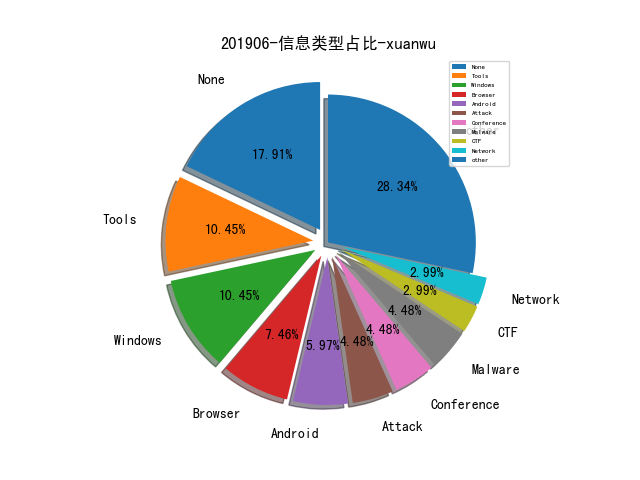 201906-信息类型占比-xuanwu
None
Tools
Windows
Browser
Android
Attack
Conference
Malware
CTF
Network
other
other
None
17.91%
28.34%
Tools
10.45%
Windows
10.45%
2.99%
Network
2.99%
CTF
4.48%
Malware
4.48%
Conference
4.48%
Attack
5.97%
Android
7.46%
Browser